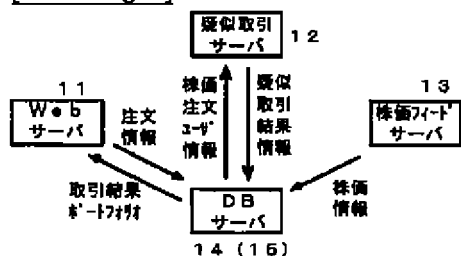 疑似取引
サーバ
12
11
Web
サーバ
注文
情報
株価
注文
ﾕｰｻﾞ
情報
疑似
取引
結果
情報
13
株価ﾌｨｰﾄﾞ
サーバ
取引結果
ﾎﾟｰﾄﾌｫﾘｵ
DB
サーバ
株価
情報
14(15)